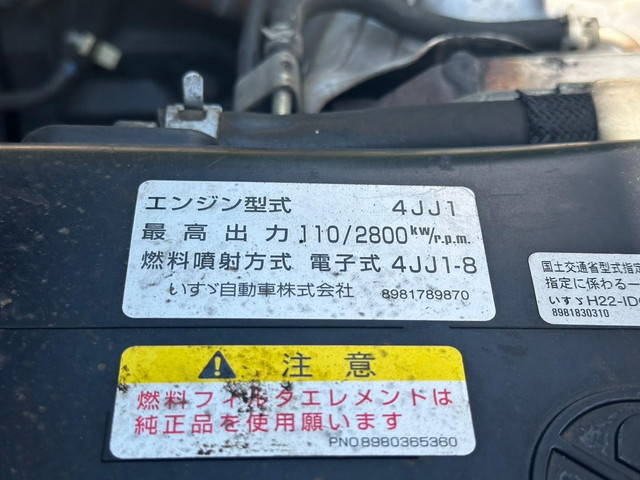 エンジン型式 4JJ1
最高出力 110/2800kw/r.p.m.
燃料噴射方式 電子式 4JJ1-8
いすゞ自動車株式会社 8981789870
国土交通省型式指定
指定に係わる一
いすゞH22-ID
8981830310
注意
燃料フィルタエレメントは
純正品を使用願います
PNO8980365360